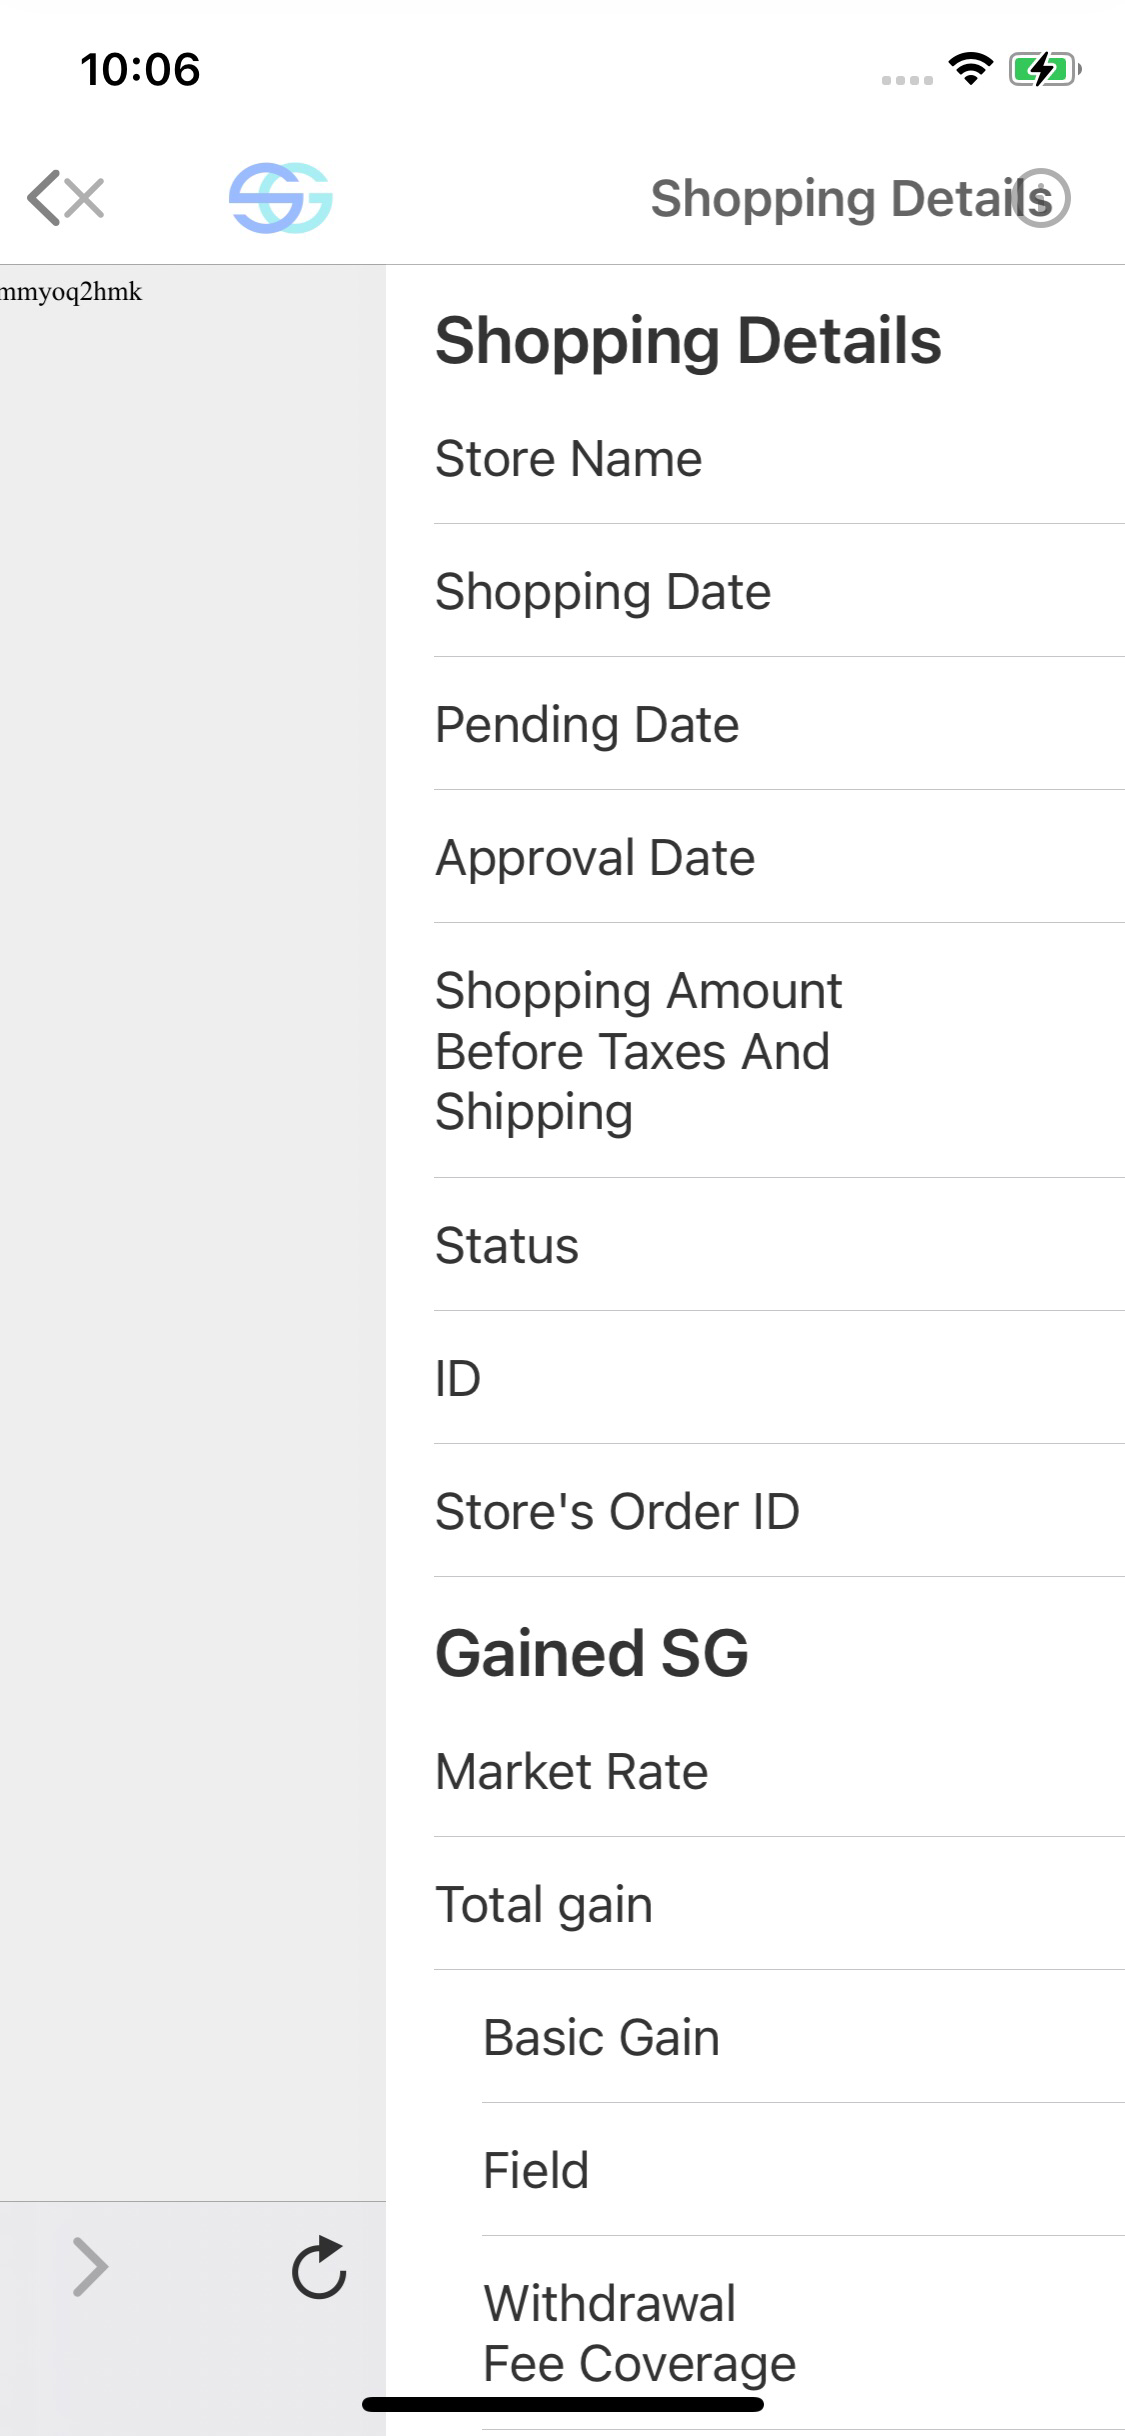 10:06
SG
Shopping Details
mmyoq2hmk
Shopping Details
Store Name
Shopping Date
Pending Date
Approval Date
Shopping Amount
Before Taxes And
Shipping
Status
ID
Store's Order ID
Gained SG
Market Rate
Total gain
Basic Gain
Field
Withdrawal
Fee Coverage